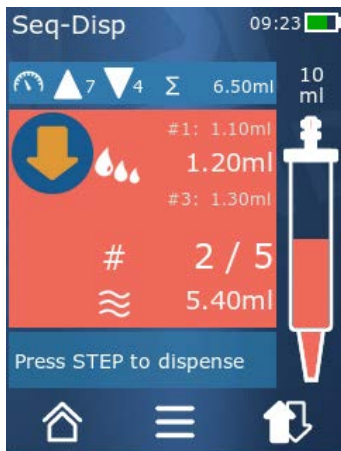 Seq-Disp 09:23
7 4 Σ 6.50ml
10 ml
#1: 1.10ml
1.20ml
#3: 1.30ml
# 2 / 5
5.40ml
Press STEP to dispense